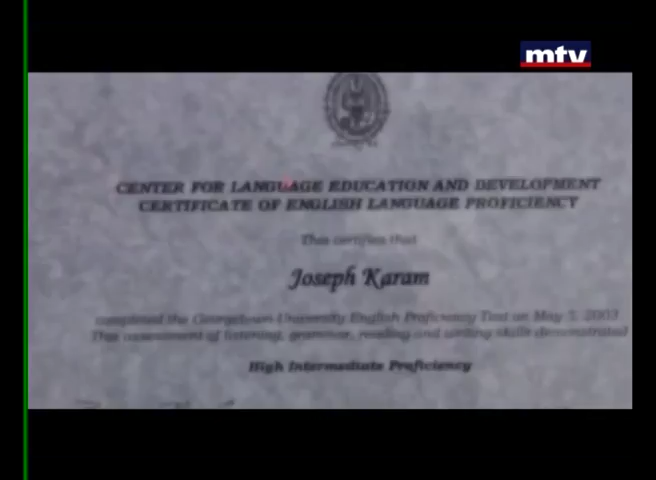 mtv
CENTER FOR LANGUAGE EDUCATION AND DEVELOPMENT
CERTIFICATE OF ENGLISH LANGUAGE PROFICIENCY
This certifies that
Joseph Karam
completed the Georgetown University English Proficiency Test on May 7, 2003
This assessment of listening, grammar, reading and writing skills demonstrated
High Intermediate Proficiency